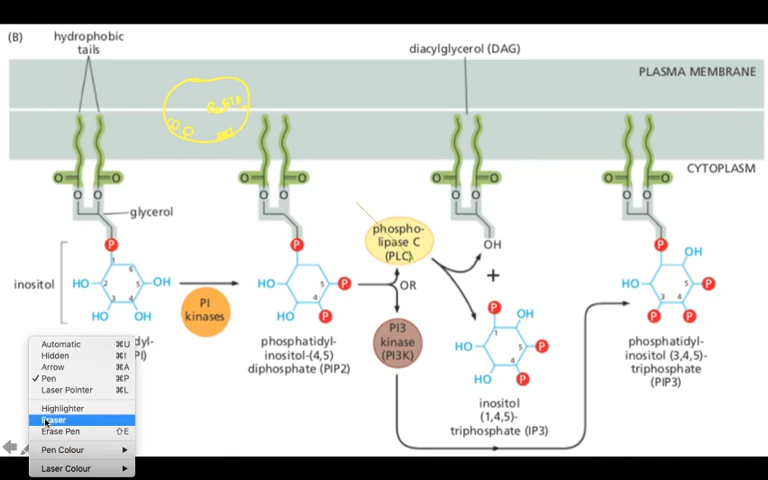 (B)
hydrophobic
tails
diacylglycerol (DAG)
PLASMA MEMBRANE
CYTOPLASM
O O O O O O O O
O O O O O O O O
glycerol
phospho-
lipase C
(PLC)
OH
P P P
inositol
1 6 2 5 3 4
HO OH
HO OH
PI
kinases
HO 5 P
4
HO P
OR
+
OH
HO 5 P
3 4
P P
PI3
kinase
(PI3K)
P OH
1
HO 5 P
4
HO P
dyl-
PI)
phosphatidyl-
inositol-(4,5)
diphosphate (PIP2)
inositol
(1,4,5)-
triphosphate (IP3)
phosphatidyl-
inositol (3,4,5)-
triphosphate
(PIP3)
Automatic ⌘U
Hidden ⌘I
Arrow ⌘A
✓ Pen ⌘P
Laser Pointer ⌘L
Highlighter
Eraser
Erase Pen ⇧E
Pen Colour ▶
Laser Colour ▶